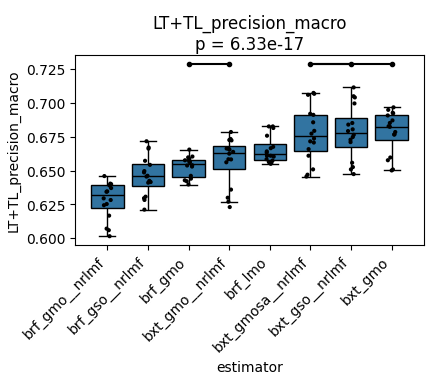 LT+TL_precision_macro
p = 6.33e-17
LT+TL_precision_macro
0.725
0.700
0.675
0.650
0.625
0.600
brf_gmo__nrlmf
brf_gso__nrlmf
brf_gmo
bxt_gmo__nrlmf
brf_lmo
bxt_gmosa__nrlmf
bxt_gso__nrlmf
bxt_gmo
estimator